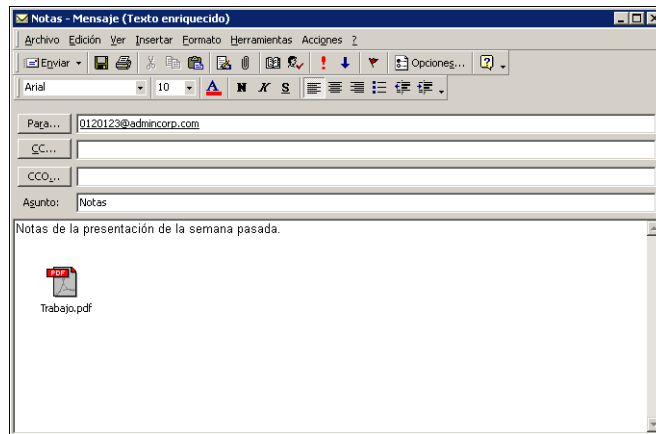 Notas - Mensaje (Texto enriquecido)
Archivo Edición Ver Insertar Formato Herramientas Acciones ?
Enviar Opciones...
Arial 10 A N K S
Para... 0120123@admincorp.com
CC...
CCO...
Asunto: Notas
Notas de la presentación de la semana pasada.
PDF
Trabajo.pdf